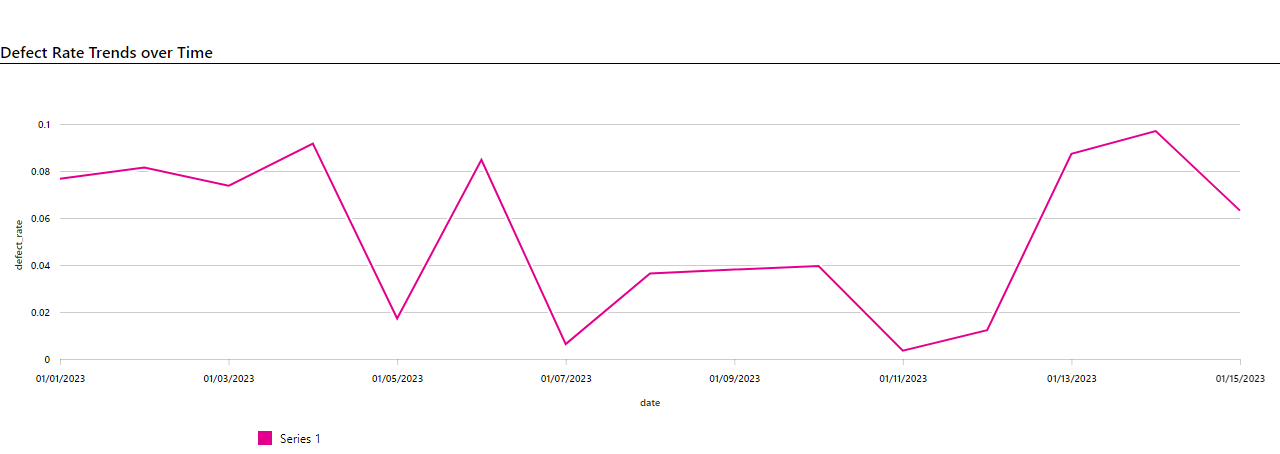 Defect Rate Trends over Time
0.1
0.08
0.06
0.04
0.02
0
defect_rate
01/01/2023 01/03/2023 01/05/2023 01/07/2023 01/09/2023 01/11/2023 01/13/2023 01/15/2023
date
Series 1